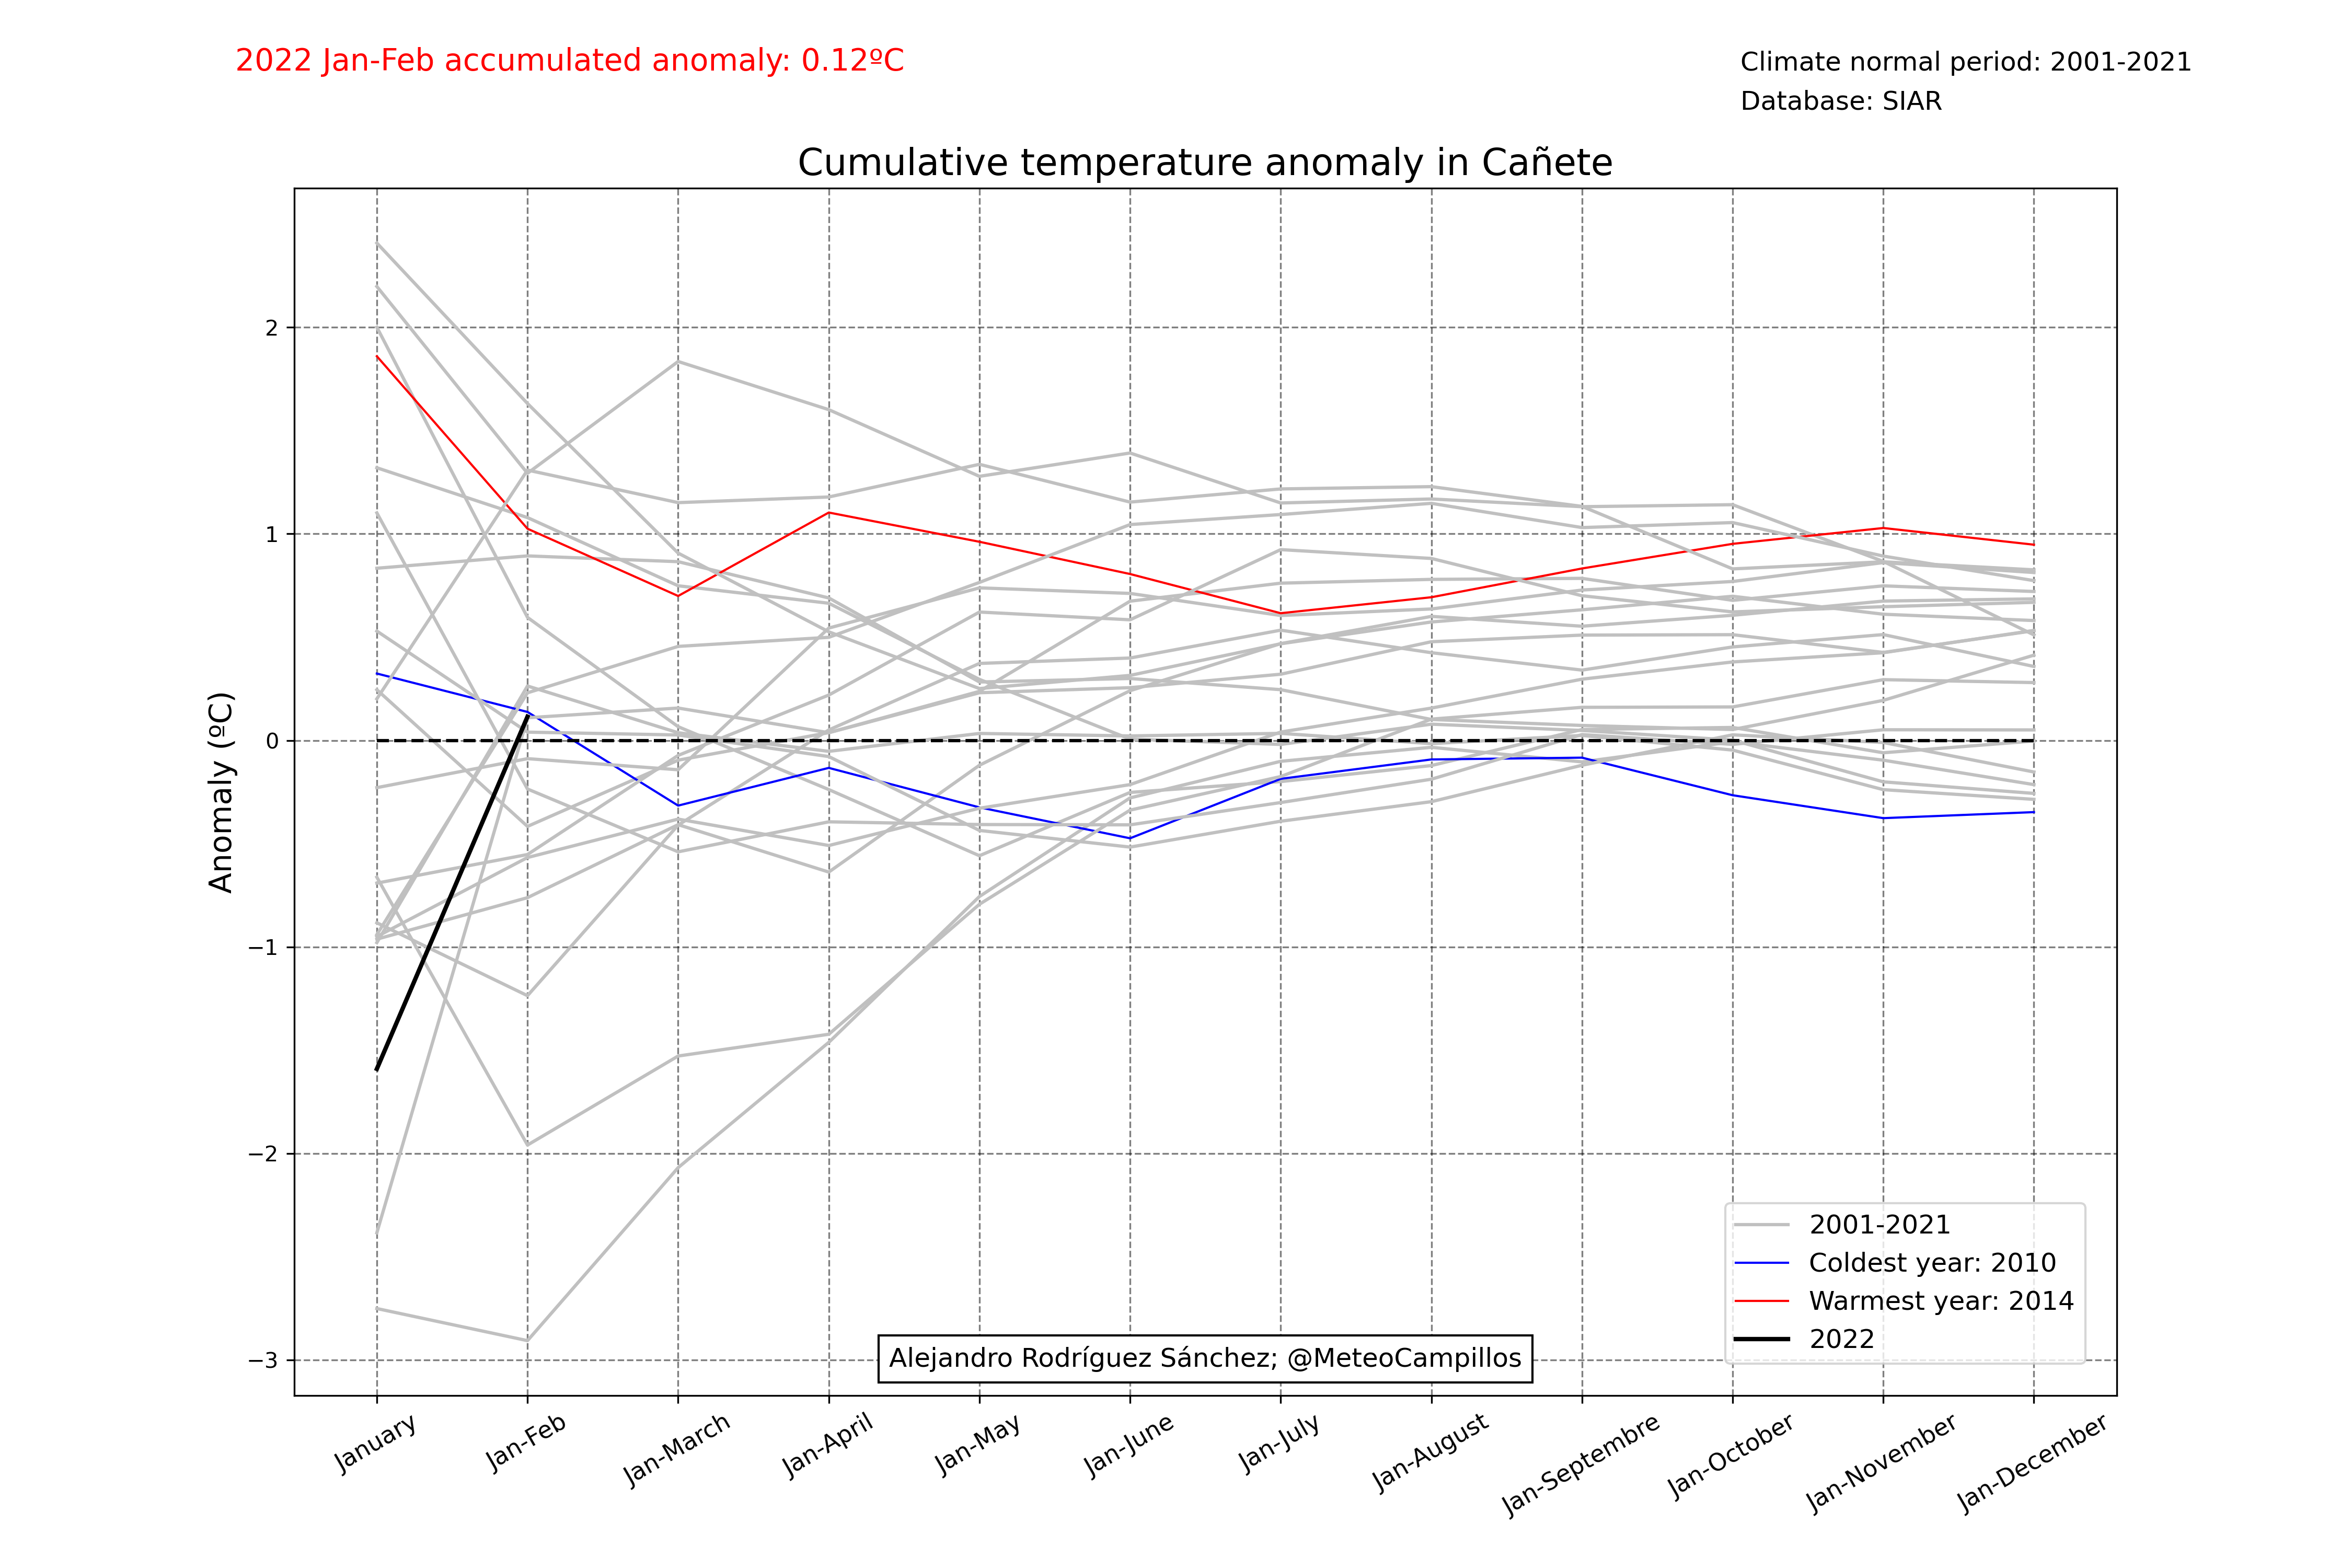 2022 Jan-Feb accumulated anomaly: 0.12ºC
Climate normal period: 2001-2021
Database: SIAR
Cumulative temperature anomaly in Cañete
Anomaly (ºC)
2
1
0
−1
−2
−3
2001-2021
Coldest year: 2010
Warmest year: 2014
2022
Alejandro Rodríguez Sánchez; @MeteoCampillos
January
Jan-Feb
Jan-March
Jan-April
Jan-May
Jan-June
Jan-July
Jan-August
Jan-Septembre
Jan-October
Jan-November
Jan-December